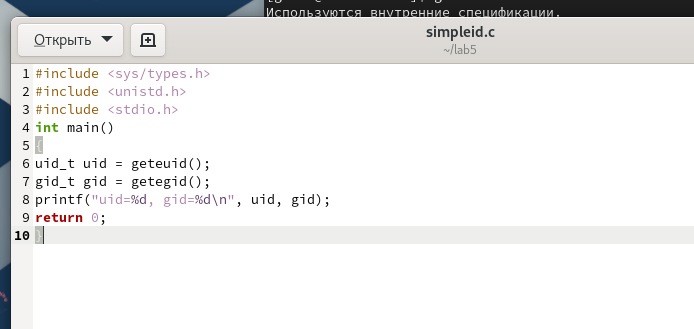 Используются внутренние спецификации.
Открыть
simpleid.c
~/lab5
1 #include <sys/types.h>
2 #include <unistd.h>
3 #include <stdio.h>
4 int main()
5 {
6 uid_t uid = geteuid();
7 gid_t gid = getegid();
8 printf("uid=%d, gid=%d\n", uid, gid);
9 return 0;
10 }